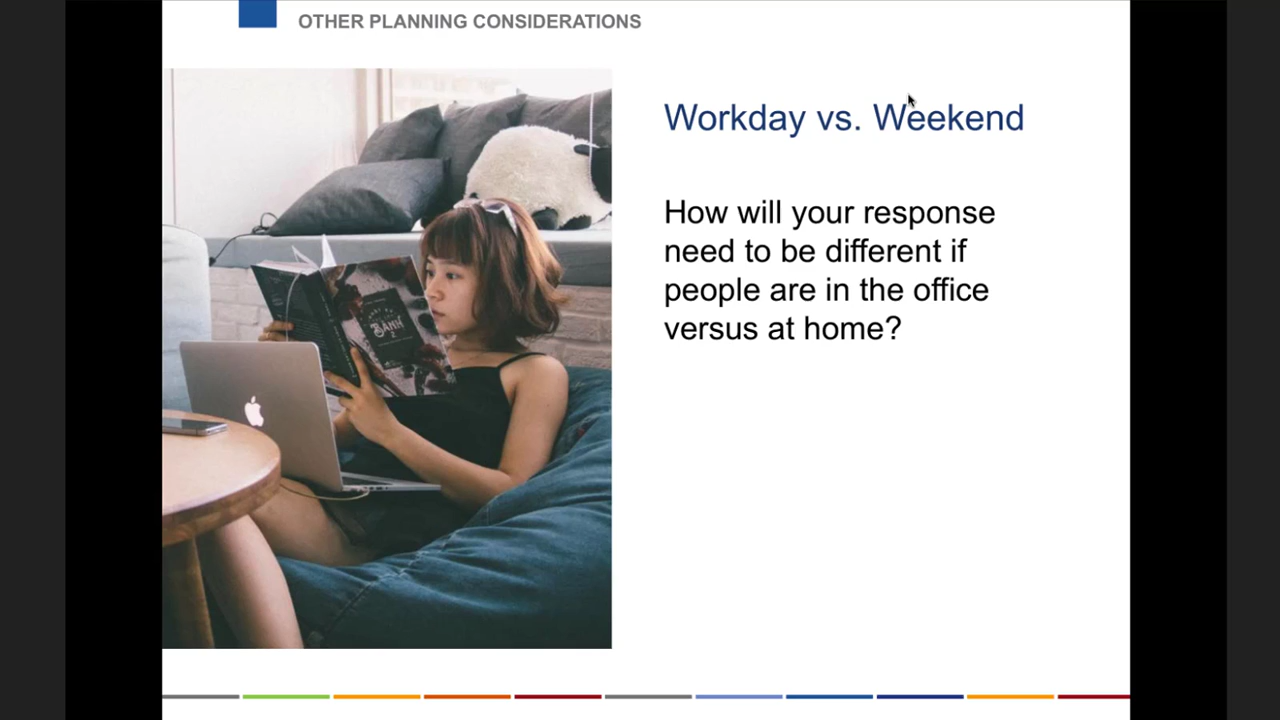 OTHER PLANNING CONSIDERATIONS
Workday vs. Weekend
How will your response
need to be different if
people are in the office
versus at home?